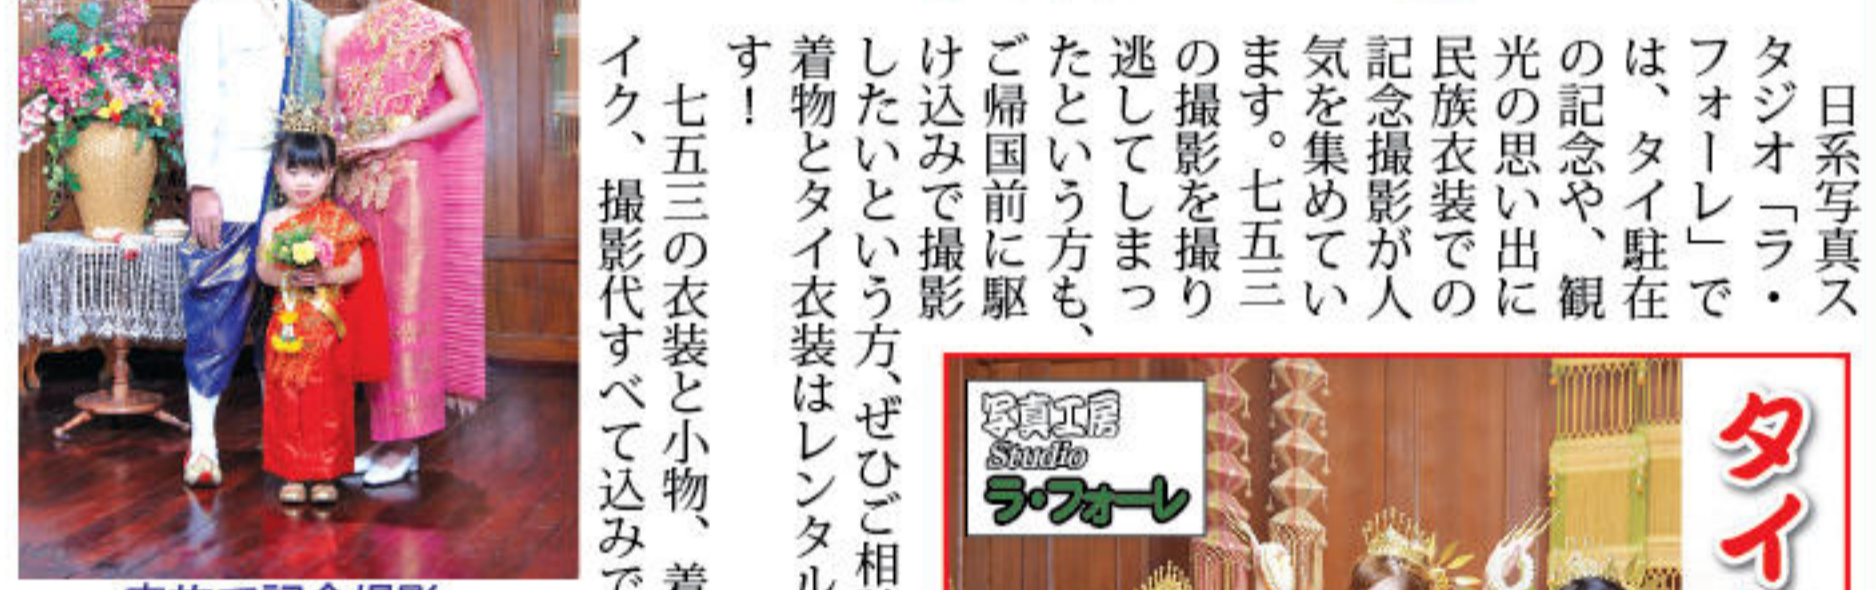 日系写真ス
タジオ「ラ・
フォーレ」で
は、タイ駐在
の記念や、観
光の思い出に
民族衣装での
記念撮影が人
気を集めてい
ます。七五三
の撮影を撮り
逃してしまっ
たという方も、
ご帰国前に駆
け込みで撮影
したいという方、ぜひご相
着物とタイ衣装はレンタル
す！
七五三の衣装と小物、着
イク、撮影代すべて込みで
写真工房
Studio
ラ・フォーレ
タイ